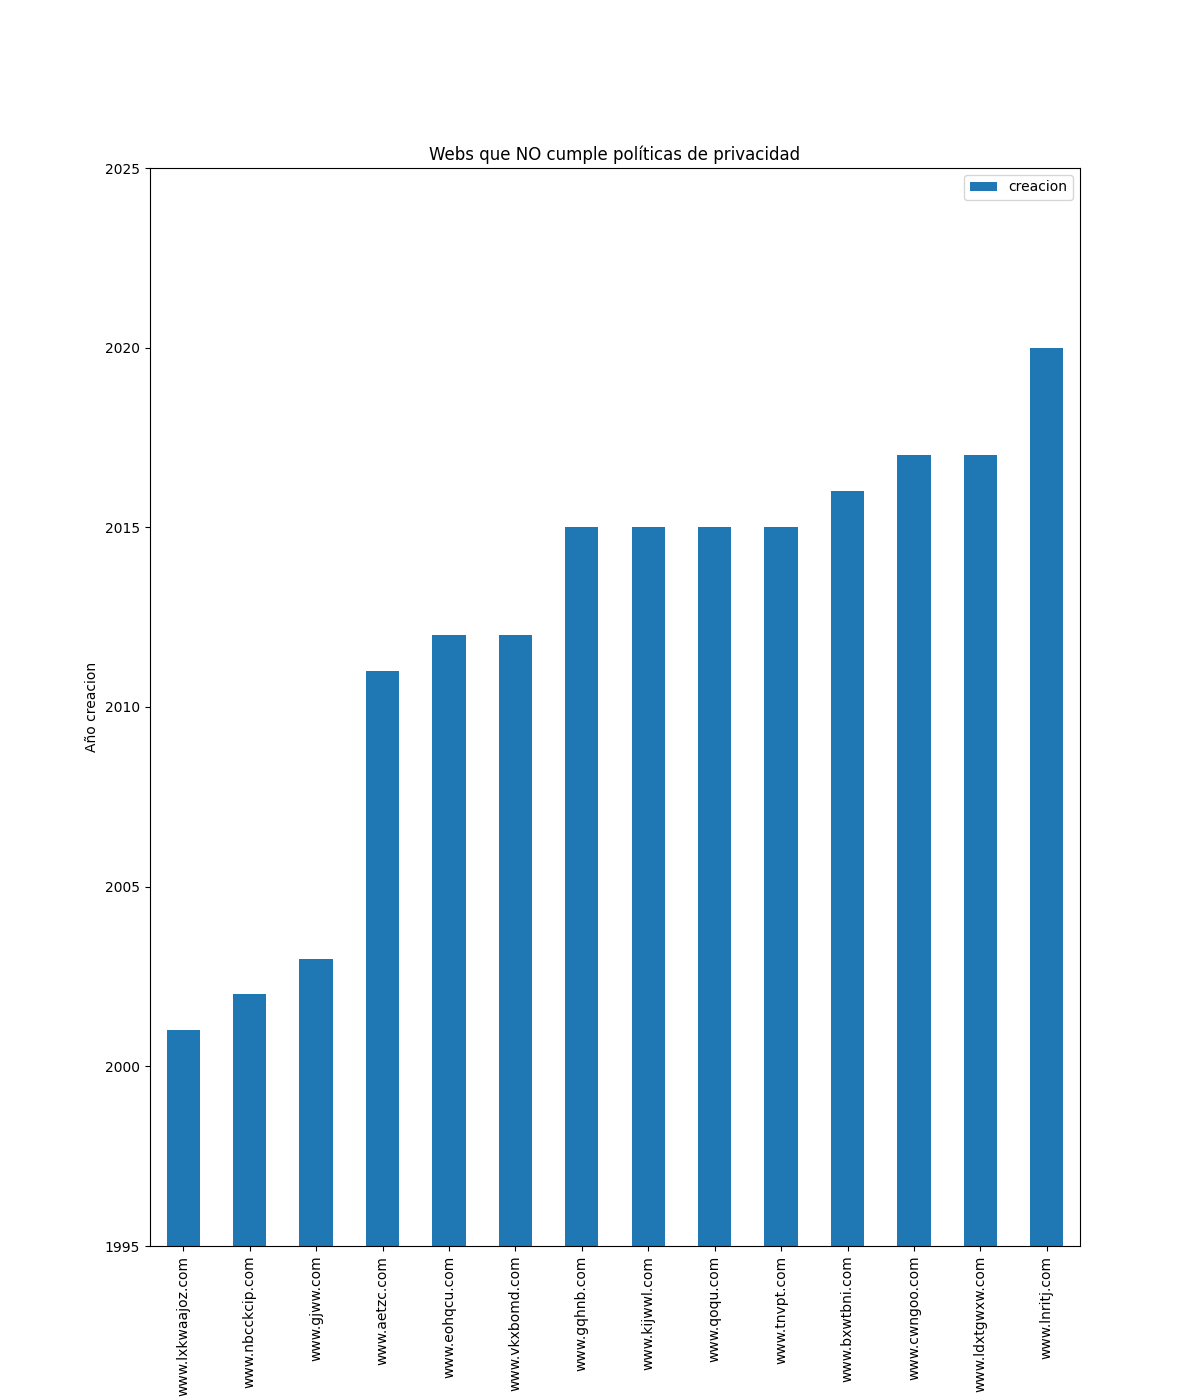 Webs que NO cumple políticas de privacidad
creacion
Año creacion
2025
2020
2015
2010
2005
2000
1995
www.lxkwaajoz.com
www.nbcckcip.com
www.gjww.com
www.aetzc.com
www.eohqcu.com
www.vkxbomd.com
www.gqhnb.com
www.kijwwl.com
www.qoqu.com
www.tnvpt.com
www.bxwtbni.com
www.cwngoo.com
www.ldxtgwxw.com
www.lnritj.com